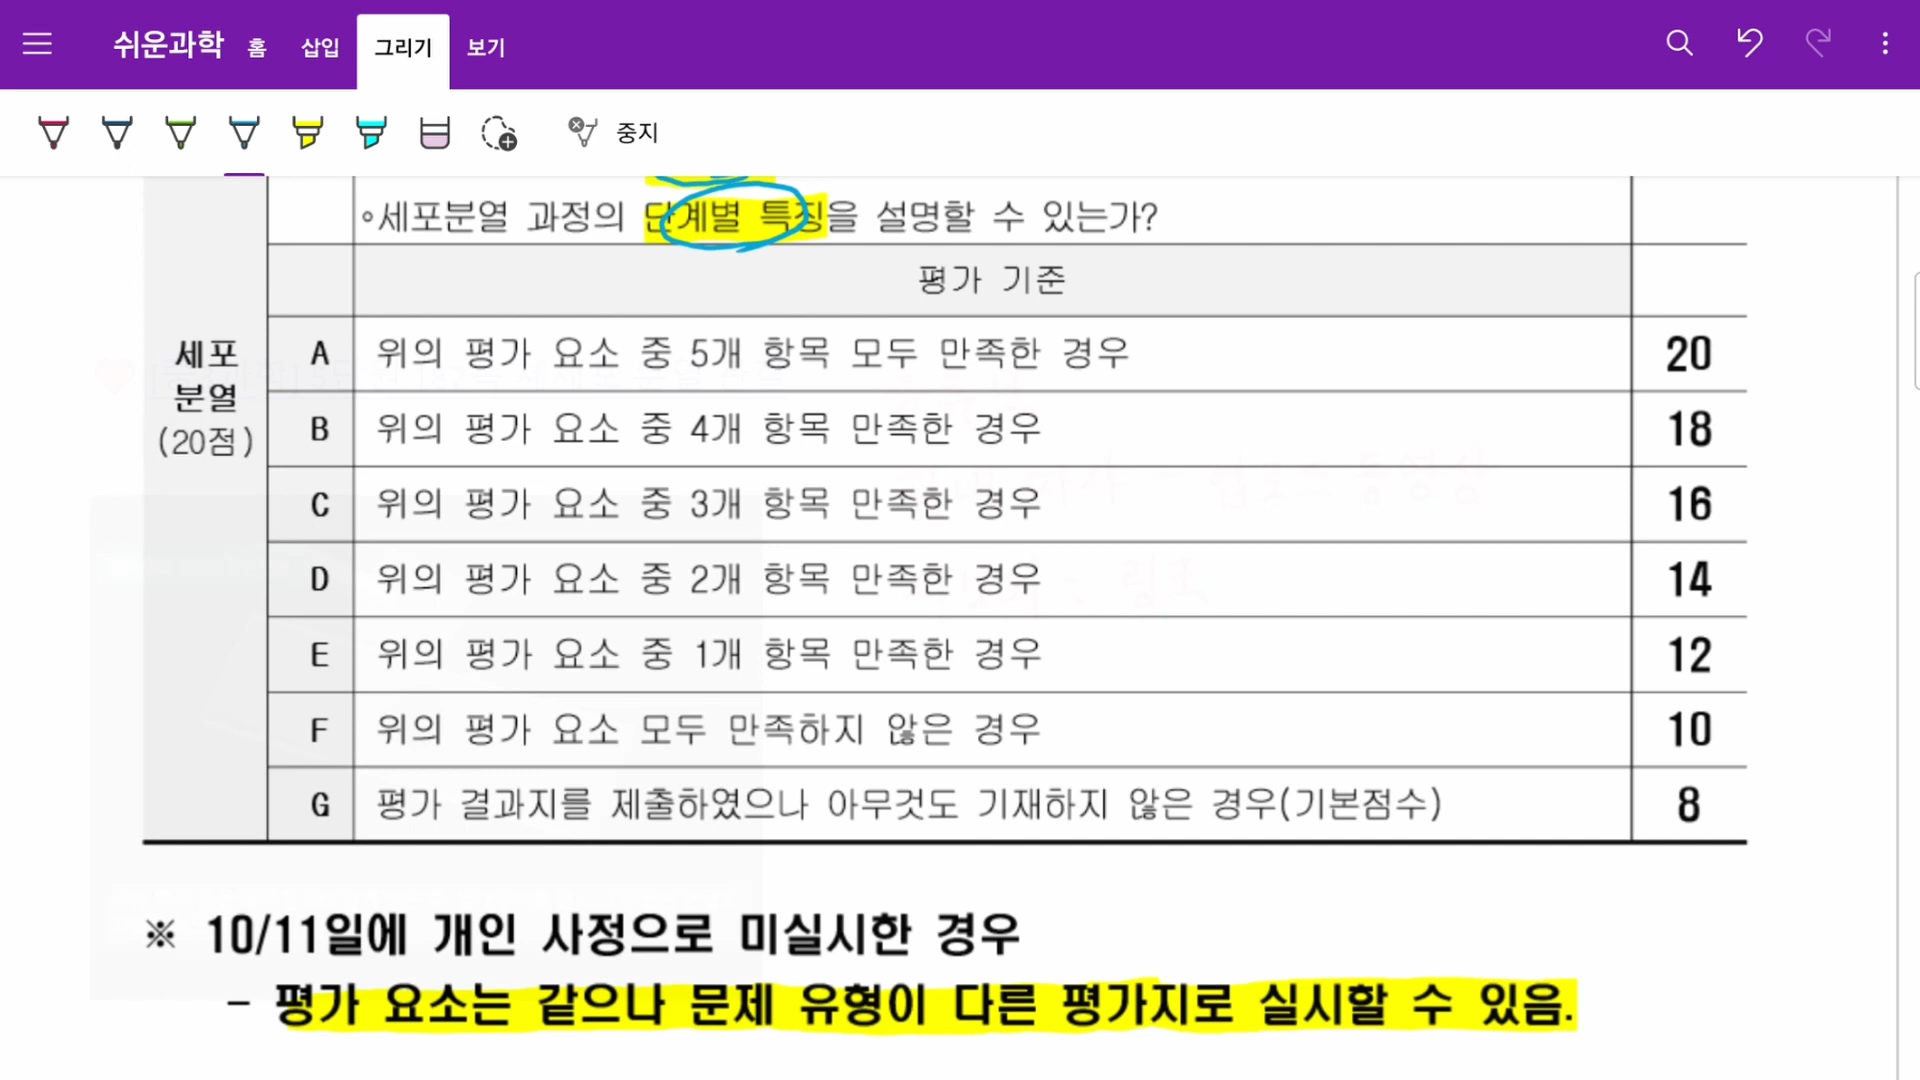 쉬운과학 홈 삽입 그리기 보기
중지
∘세포분열 과정의 단계별 특징을 설명할 수 있는가?
평가 기준
세포
분열
(20점)
A 위의 평가 요소 중 5개 항목 모두 만족한 경우 20
B 위의 평가 요소 중 4개 항목 만족한 경우 18
C 위의 평가 요소 중 3개 항목 만족한 경우 16
D 위의 평가 요소 중 2개 항목 만족한 경우 14
E 위의 평가 요소 중 1개 항목 만족한 경우 12
F 위의 평가 요소 모두 만족하지 않은 경우 10
G 평가 결과지를 제출하였으나 아무것도 기재하지 않은 경우(기본점수) 8
※ 10/11일에 개인 사정으로 미실시한 경우
- 평가 요소는 같으나 문제 유형이 다른 평가지로 실시할 수 있음.